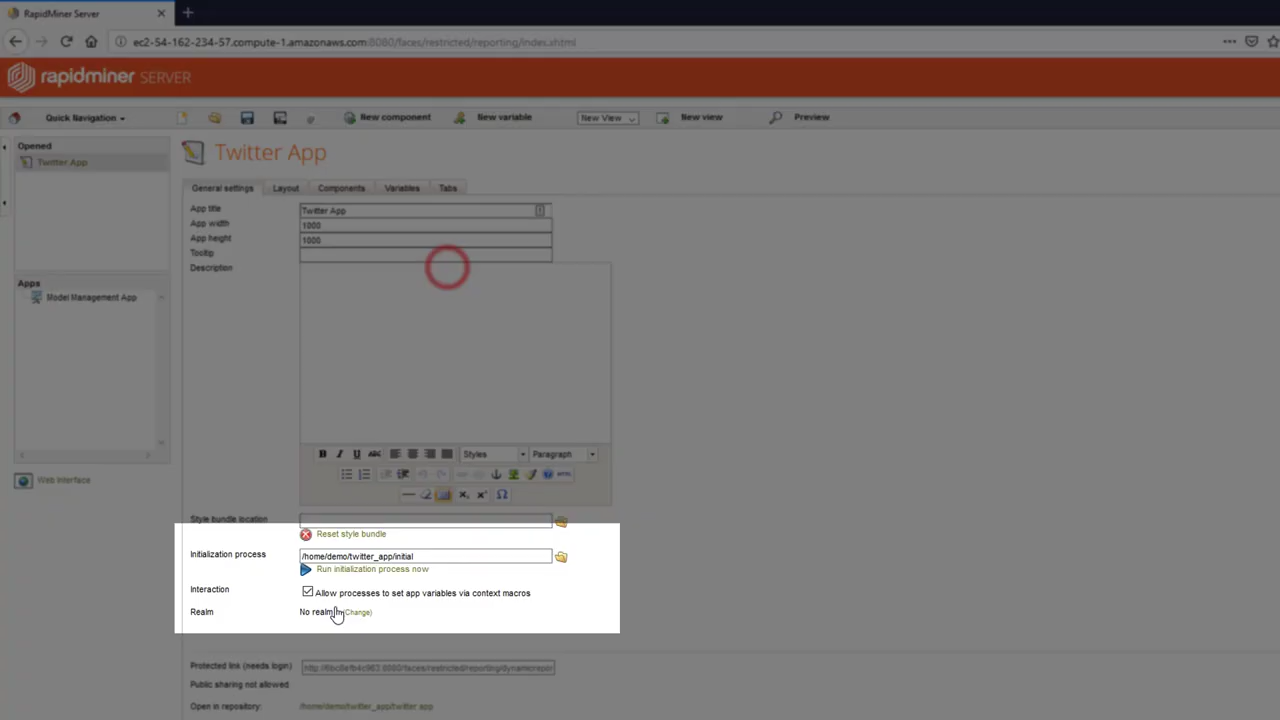 RapidMiner Server
ec2-54-162-234-57.compute-1.amazonaws.com:8080/faces/restricted/reporting/index.xhtml
rapidminer SERVER
Quick Navigation
New component
New variable
New View
New view
Preview
Opened
Twitter App
Twitter App
General settings
Layout
Components
Variables
Tabs
App title
Twitter App
App width
1000
App height
1000
Tooltip
Description
Apps
Model Management App
B I U ABC
Styles
Paragraph
HTML
Web Interface
Style bundle location
Reset style bundle
Initialization process
/home/demo/twitter_app/initial
Run initialization process now
Interaction
Allow processes to set app variables via context macros
Realm
No realm (Change)
Protected link (needs login)
Public sharing not allowed
Open in repository:
/home/demo/twitter_app/twitter app